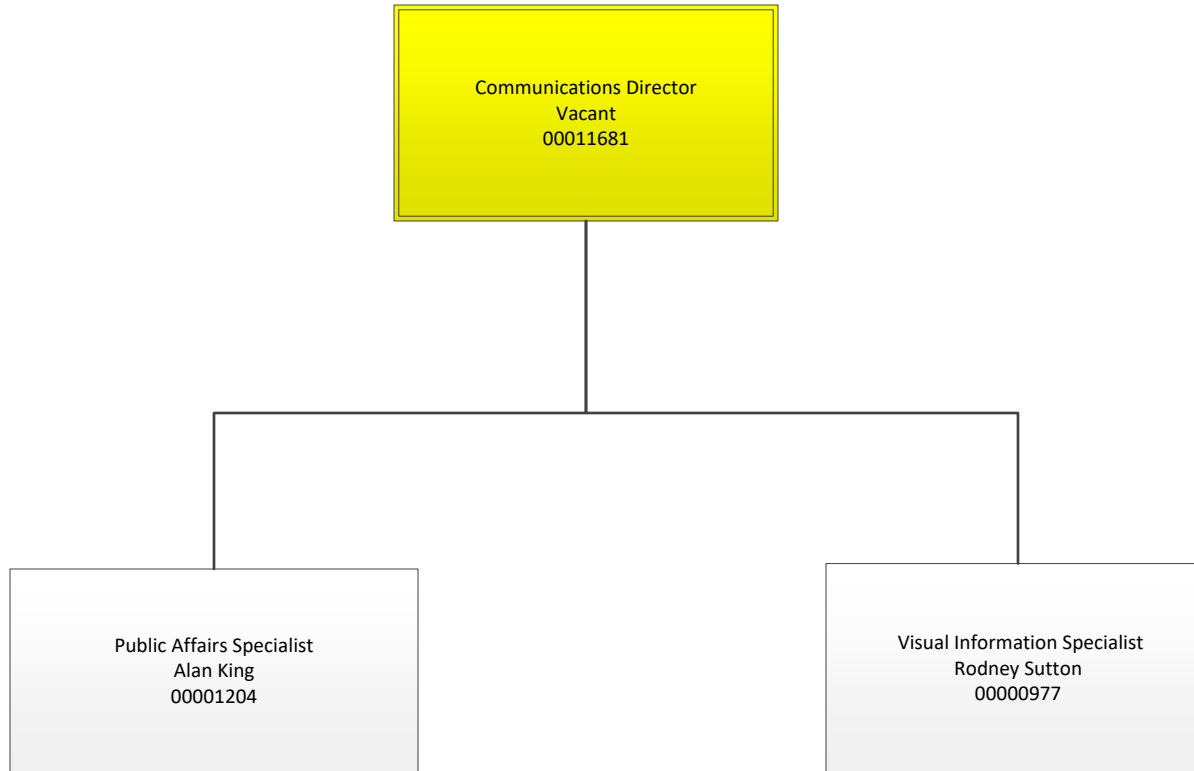 Communications Director
Vacant
00011681
Public Affairs Specialist
Alan King
00001204
Visual Information Specialist
Rodney Sutton
00000977